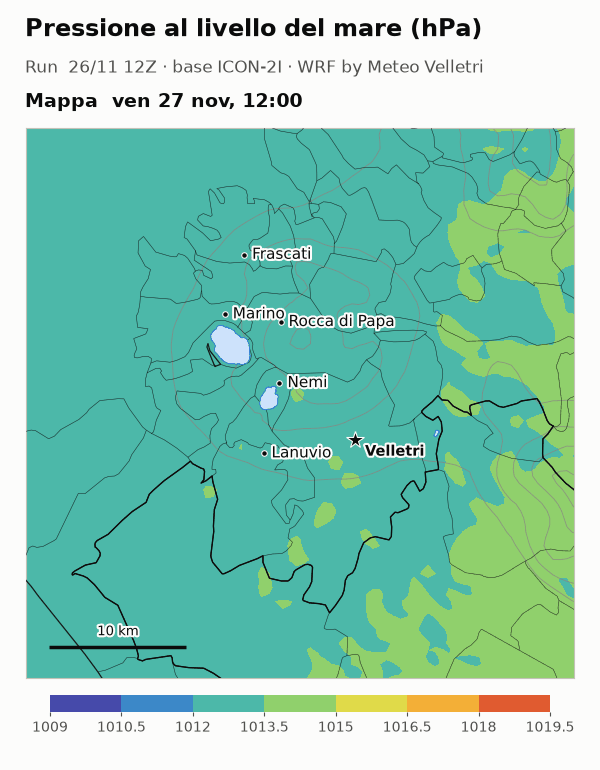 Pressione al livello del mare (hPa)
Run  26/11 12Z · base ICON-2I · WRF by Meteo Velletri
Mappa  ven 27 nov, 12:00
Frascati
Marino
Rocca di Papa
Nemi
Velletri
Lanuvio
10 km
1009 1010.5 1012 1013.5 1015 1016.5 1018 1019.5